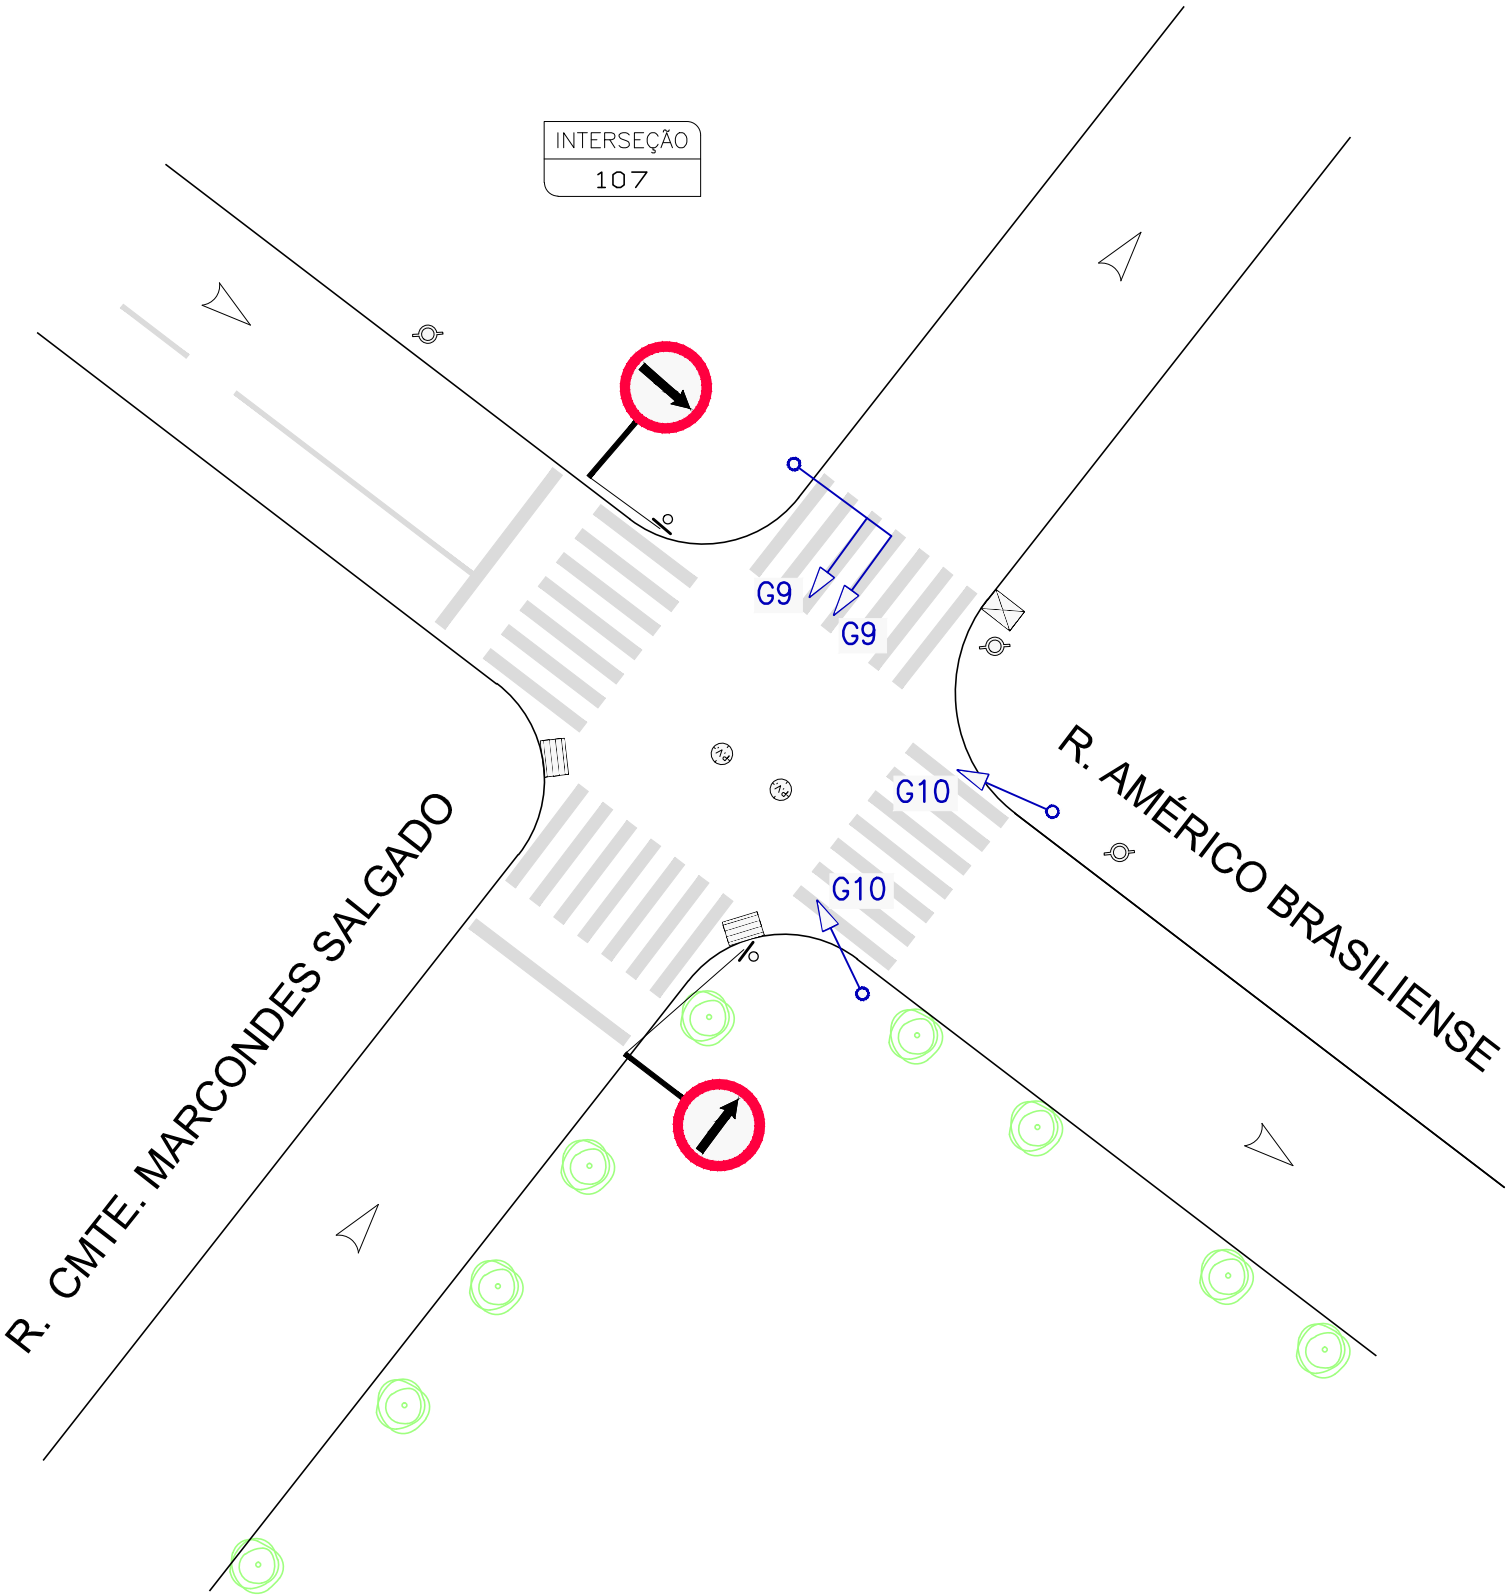 INTERSEÇÃO
107
G9
G9
R. AMÉRICO BRASILIENSE
G10
G10
R. CMTE. MARCONDES SALGADO
P.V.
P.V.